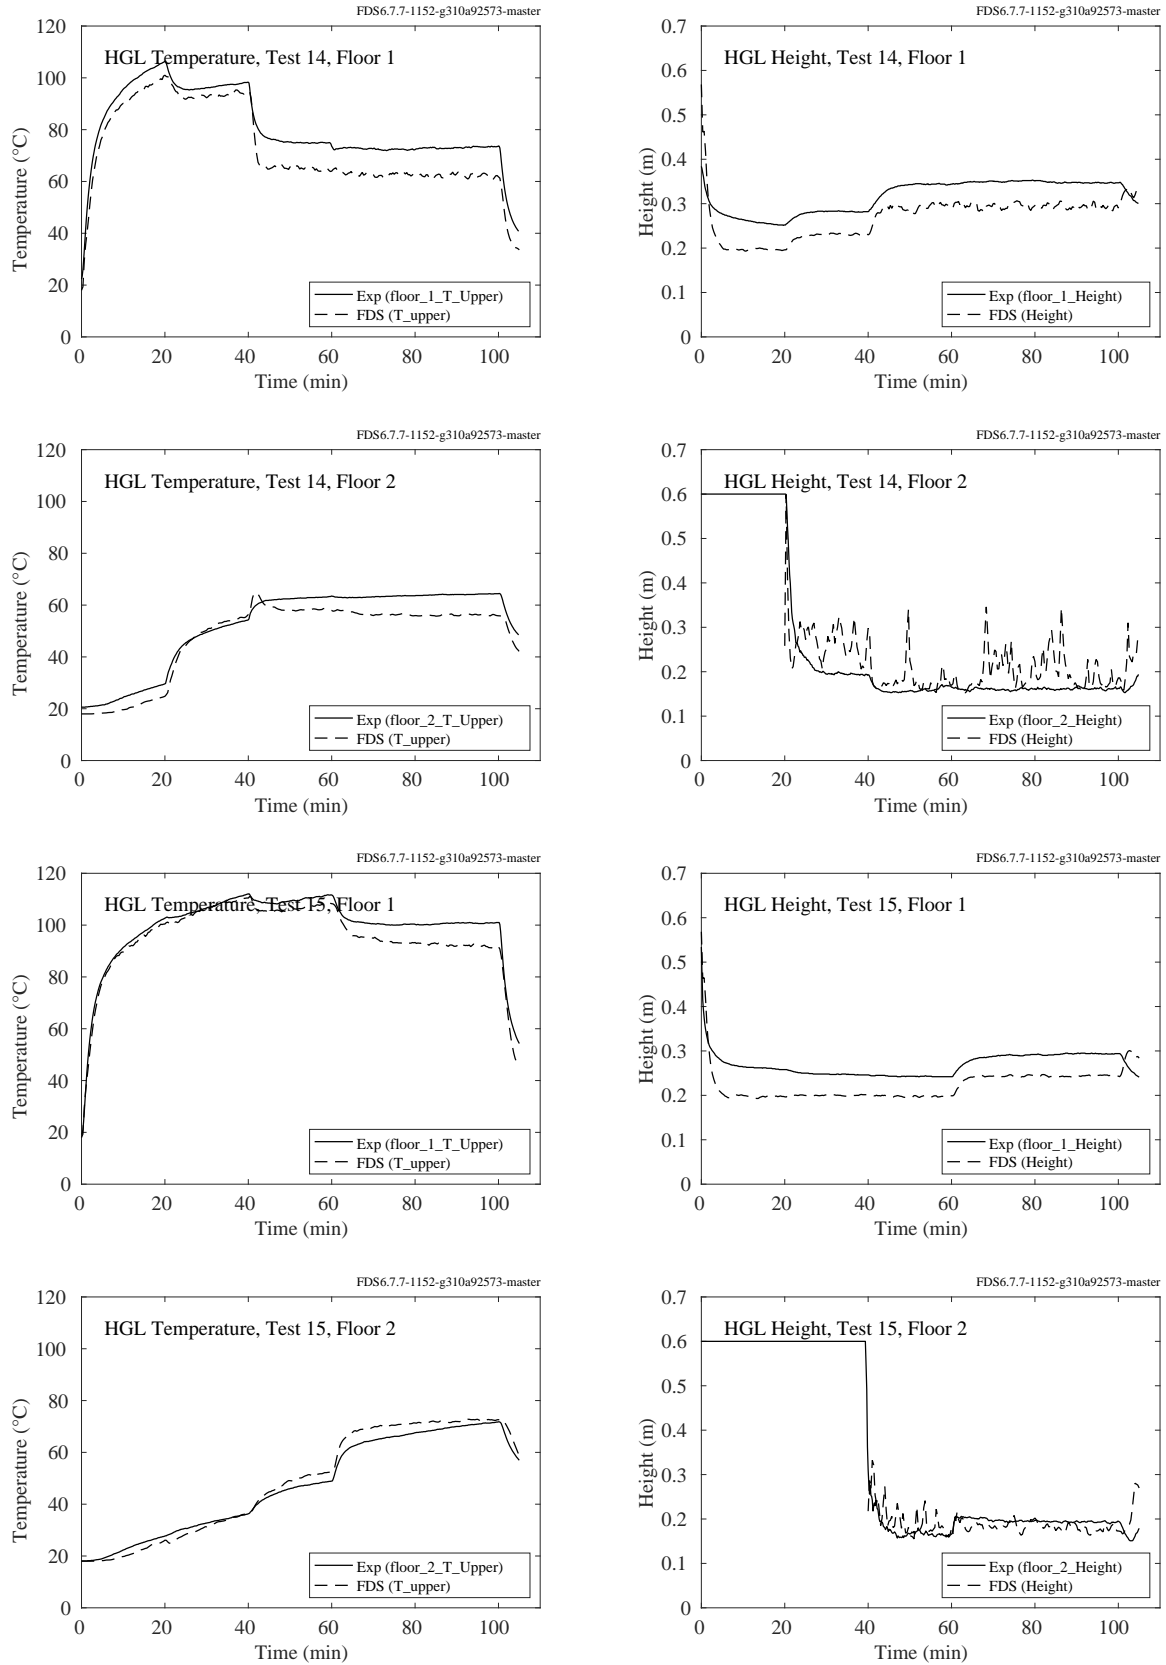 FDS6.7.7-1152-g310a92573-master
HGL Temperature, Test 14, Floor 1
Temperature (°C)
120
100
80
60
40
20
0
0 20 40 60 80 100
Time (min)
Exp (floor_1_T_Upper)
FDS (T_upper)
FDS6.7.7-1152-g310a92573-master
HGL Height, Test 14, Floor 1
Height (m)
0.7
0.6
0.5
0.4
0.3
0.2
0.1
0
0 20 40 60 80 100
Time (min)
Exp (floor_1_Height)
FDS (Height)
FDS6.7.7-1152-g310a92573-master
HGL Temperature, Test 14, Floor 2
Temperature (°C)
120
100
80
60
40
20
0
0 20 40 60 80 100
Time (min)
Exp (floor_2_T_Upper)
FDS (T_upper)
FDS6.7.7-1152-g310a92573-master
HGL Height, Test 14, Floor 2
Height (m)
0.7
0.6
0.5
0.4
0.3
0.2
0.1
0
0 20 40 60 80 100
Time (min)
Exp (floor_2_Height)
FDS (Height)
FDS6.7.7-1152-g310a92573-master
HGL Temperature, Test 15, Floor 1
Temperature (°C)
120
100
80
60
40
20
0
0 20 40 60 80 100
Time (min)
Exp (floor_1_T_Upper)
FDS (T_upper)
FDS6.7.7-1152-g310a92573-master
HGL Height, Test 15, Floor 1
Height (m)
0.7
0.6
0.5
0.4
0.3
0.2
0.1
0
0 20 40 60 80 100
Time (min)
Exp (floor_1_Height)
FDS (Height)
FDS6.7.7-1152-g310a92573-master
HGL Temperature, Test 15, Floor 2
Temperature (°C)
120
100
80
60
40
20
0
0 20 40 60 80 100
Time (min)
Exp (floor_2_T_Upper)
FDS (T_upper)
FDS6.7.7-1152-g310a92573-master
HGL Height, Test 15, Floor 2
Height (m)
0.7
0.6
0.5
0.4
0.3
0.2
0.1
0
0 20 40 60 80 100
Time (min)
Exp (floor_2_Height)
FDS (Height)